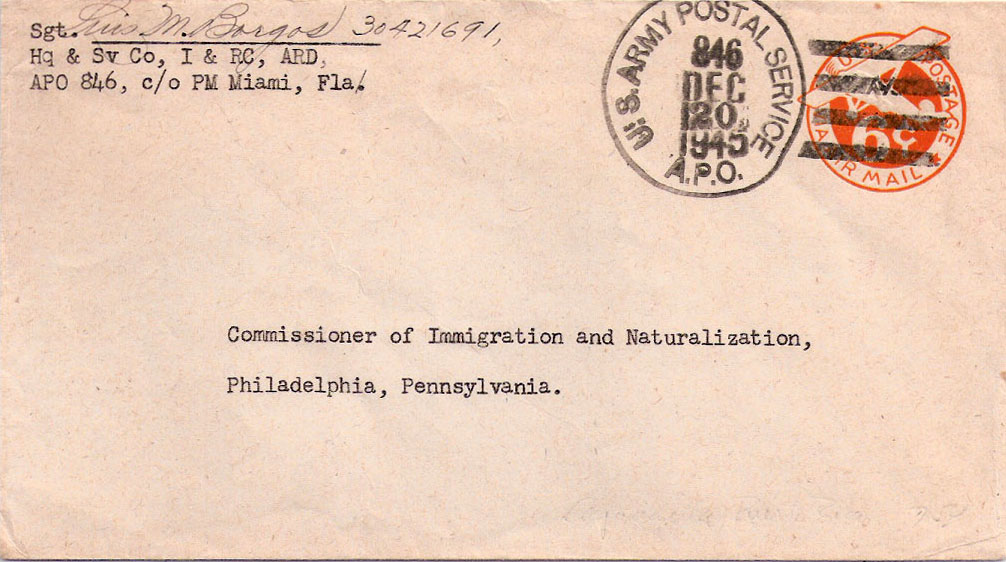 Sgt. Luis M. Borgos 30421691,
Hq & Sv Co, I & RC, ARD,
APO 846, c/o PM Miami, Fla.
U.S. ARMY POSTAL SERVICE
846
DEC
20
1945
A.P.O.
POSTAGE
6¢
AIR MAIL
Commissioner of Immigration and Naturalization,
Philadelphia, Pennsylvania.